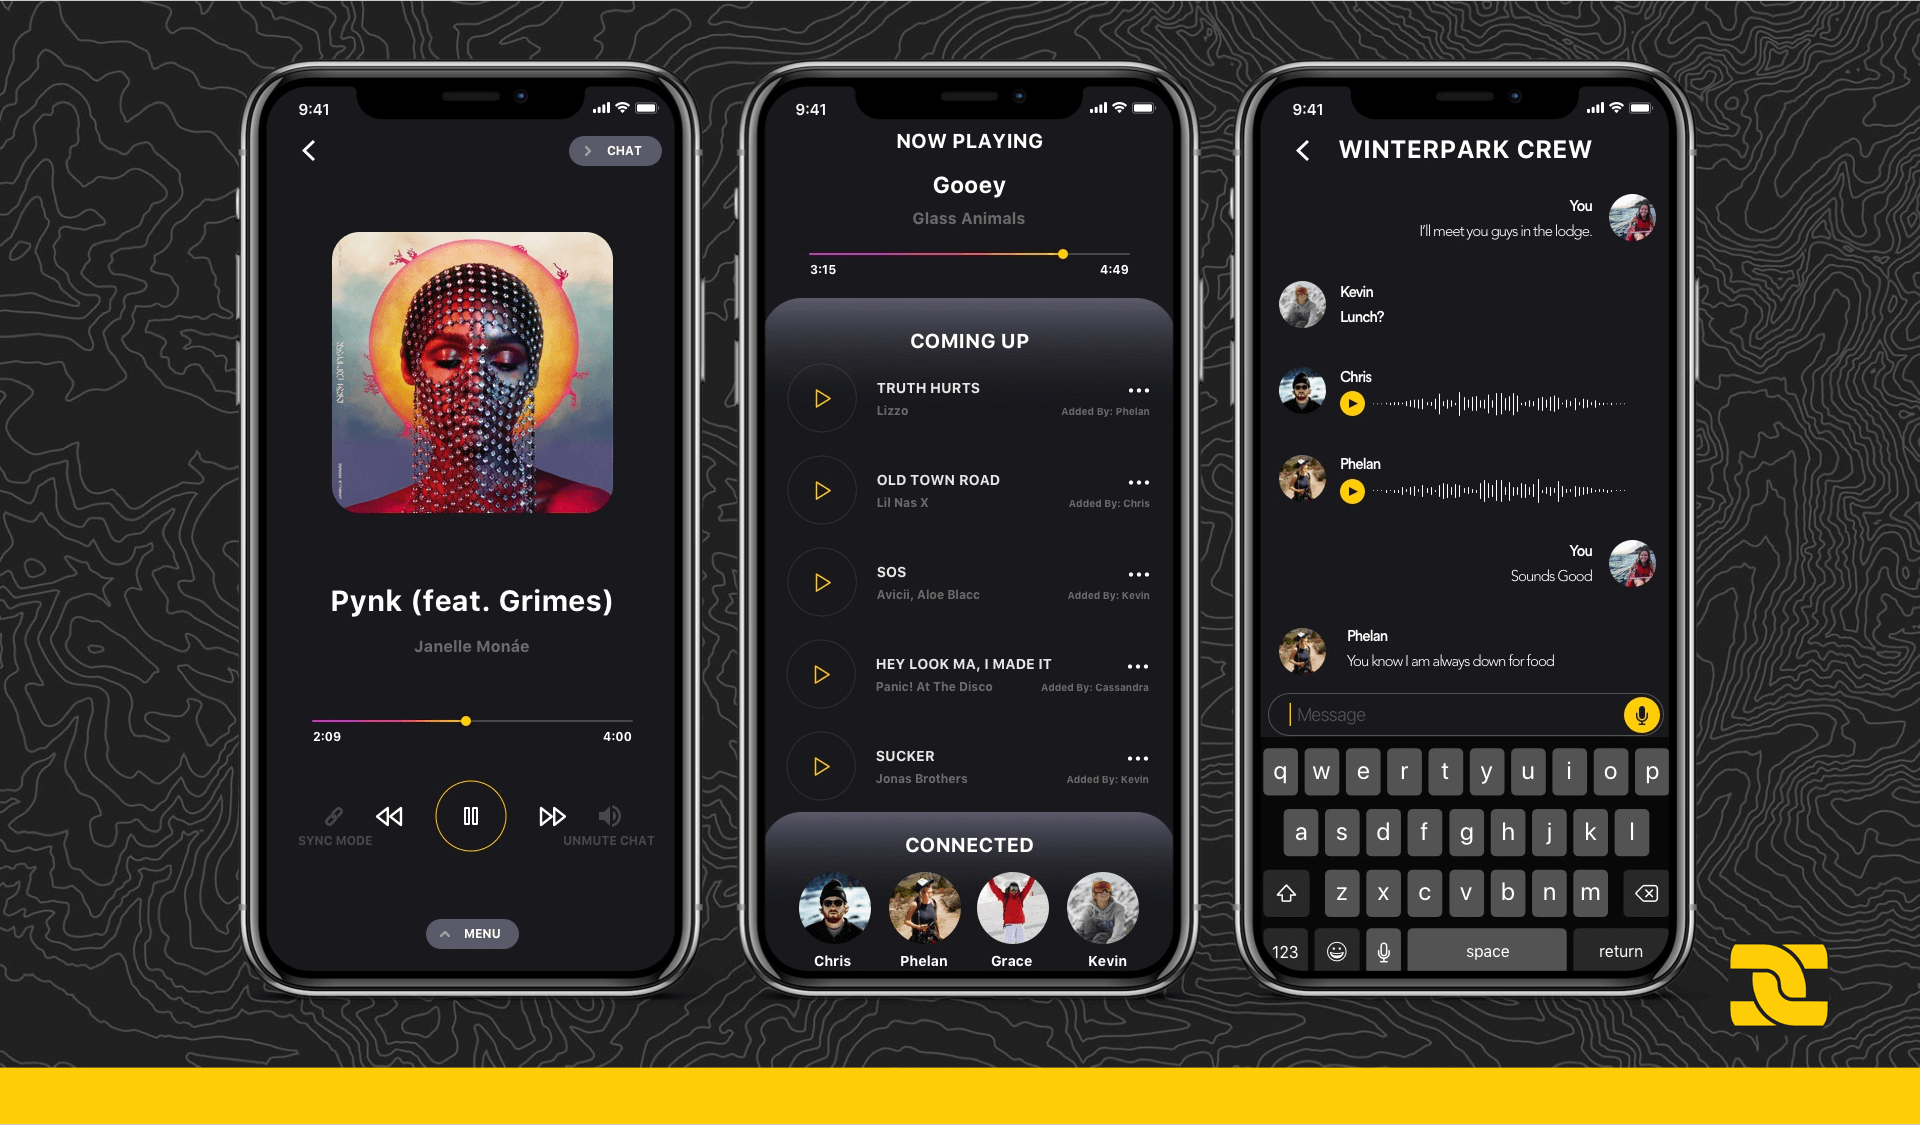 9:41
CHAT
Pynk (feat. Grimes)
Janelle Monáe
2:09
4:00
SYNC MODE
UNMUTE CHAT
MENU
9:41
NOW PLAYING
Gooey
Glass Animals
3:15
4:49
COMING UP
TRUTH HURTS
Lizzo
Added By: Phelan
OLD TOWN ROAD
Lil Nas X
Added By: Chris
SOS
Avicii, Aloe Blacc
Added By: Kevin
HEY LOOK MA, I MADE IT
Panic! At The Disco
Added By: Cassandra
SUCKER
Jonas Brothers
Added By: Kevin
CONNECTED
Chris
Phelan
Grace
Kevin
9:41
WINTERPARK CREW
You
I'll meet you guys in the lodge.
Kevin
Lunch?
Chris
Phelan
You
Sounds Good
Phelan
You know I am always down for food
Message
q w e r t y u i o p
a s d f g h j k l
z x c v b n m
123
space
return